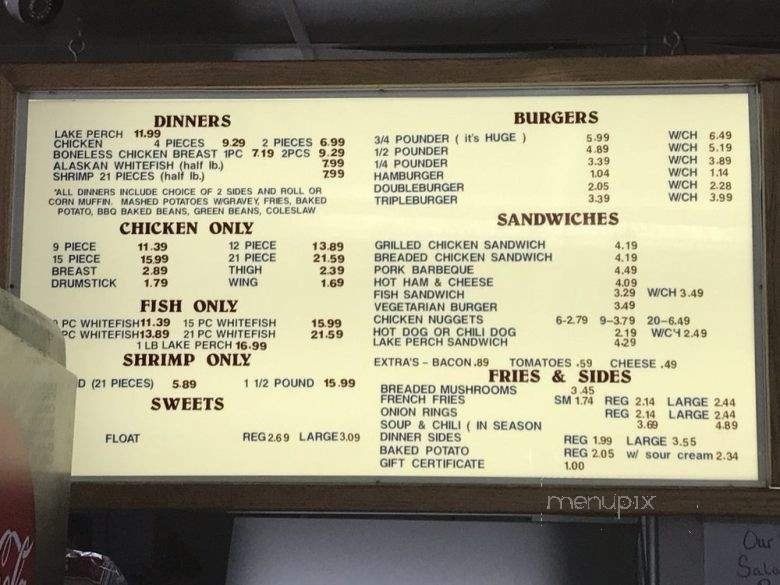 DINNERS
LAKE PERCH 11.99
CHICKEN 4 PIECES 9.29 2 PIECES 6.99
BONELESS CHICKEN BREAST 1PC 7.19 2PCS 9.29
ALASKAN WHITEFISH (half lb.) 7.99
SHRIMP 21 PIECES (half lb.) 7.99
*ALL DINNERS INCLUDE CHOICE OF 2 SIDES AND ROLL OR
CORN MUFFIN. MASHED POTATOES W/GRAVEY, FRIES, BAKED
POTATO, BBQ BAKED BEANS, GREEN BEANS, COLESLAW
CHICKEN ONLY
9 PIECE 11.39 12 PIECE 13.89
15 PIECE 15.99 21 PIECE 21.59
BREAST 2.89 THIGH 2.39
DRUMSTICK 1.79 WING 1.69
FISH ONLY
PC WHITEFISH 11.39 15 PC WHITEFISH 15.99
PC WHITEFISH 13.89 21 PC WHITEFISH 21.59
1 LB LAKE PERCH 16.99
SHRIMP ONLY
D (21 PIECES) 5.89 1 1/2 POUND 15.99
SWEETS
FLOAT REG 2.69 LARGE 3.09
BURGERS
3/4 POUNDER ( it's HUGE ) 5.99 W/CH 6.49
1/2 POUNDER 4.89 W/CH 5.19
1/4 POUNDER 3.39 W/CH 3.89
HAMBURGER 1.04 W/CH 1.14
DOUBLEBURGER 2.05 W/CH 2.28
TRIPLEBURGER 3.39 W/CH 3.99
SANDWICHES
GRILLED CHICKEN SANDWICH 4.19
BREADED CHICKEN SANDWICH 4.19
PORK BARBEQUE 4.49
HOT HAM & CHEESE 4.09
FISH SANDWICH 3.29 W/CH 3.49
VEGETARIAN BURGER 3.49
CHICKEN NUGGETS 6-2.79 9-3.79 20-6.49
HOT DOG OR CHILI DOG 2.19 W/CH 2.49
LAKE PERCH SANDWICH 4.29
EXTRA'S - BACON .89 TOMATOES .59 CHEESE .49
FRIES & SIDES
BREADED MUSHROOMS 3.45
FRENCH FRIES SM 1.74 REG 2.14 LARGE 2.44
ONION RINGS REG 2.14 LARGE 2.44
SOUP & CHILI ( IN SEASON 3.69 4.89
DINNER SIDES REG 1.99 LARGE 3.55
BAKED POTATO REG 2.05 w/ sour cream 2.34
GIFT CERTIFICATE 1.00
menupix
Our